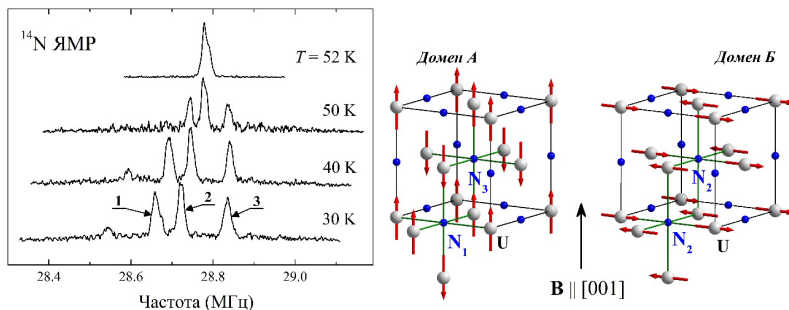 ¹⁴N ЯМР
T = 52 K
50 K
40 K
30 K
1
2
3
28.4
28.6
28.8
29.0
Частота (МГц)
Домен А
Домен Б
N₃
N₁
U
N₂
N₂
U
B || [001]